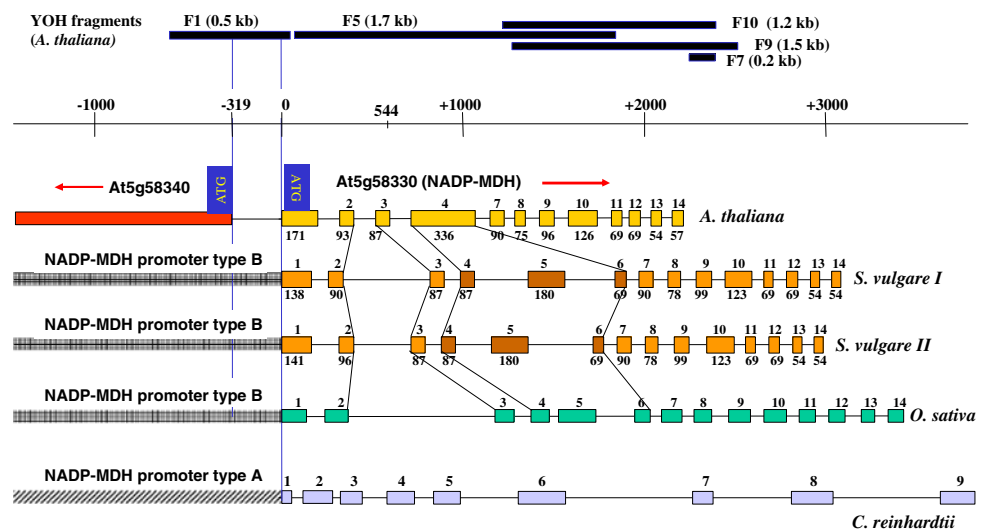 YOH fragments
(A. thaliana)
F1 (0.5 kb)
F5 (1.7 kb)
F10 (1.2 kb)
F9 (1.5 kb)
F7 (0.2 kb)
-1000 -319 0 544 +1000 +2000 +3000
At5g58340 ATG ATG At5g58330 (NADP-MDH)
2 3 4 7 8 9 10 11 12 13 14
A. thaliana
171 93 87 336 90 75 96 126 69 69 54 57
NADP-MDH promoter type B
1 2 3 4 5 6 7 8 9 10 11 12 13 14
S. vulgare I
138 90 87 87 180 69 90 78 99 123 69 69 54 54
NADP-MDH promoter type B
1 2 3 4 5 6 7 8 9 10 11 12 13 14
S. vulgare II
141 96 87 87 180 69 90 78 99 123 69 69 54 54
NADP-MDH promoter type B
1 2 3 4 5 6 7 8 9 10 11 12 13 14
O. sativa
NADP-MDH promoter type A
1 2 3 4 5 6 7 8 9
C. reinhardtii